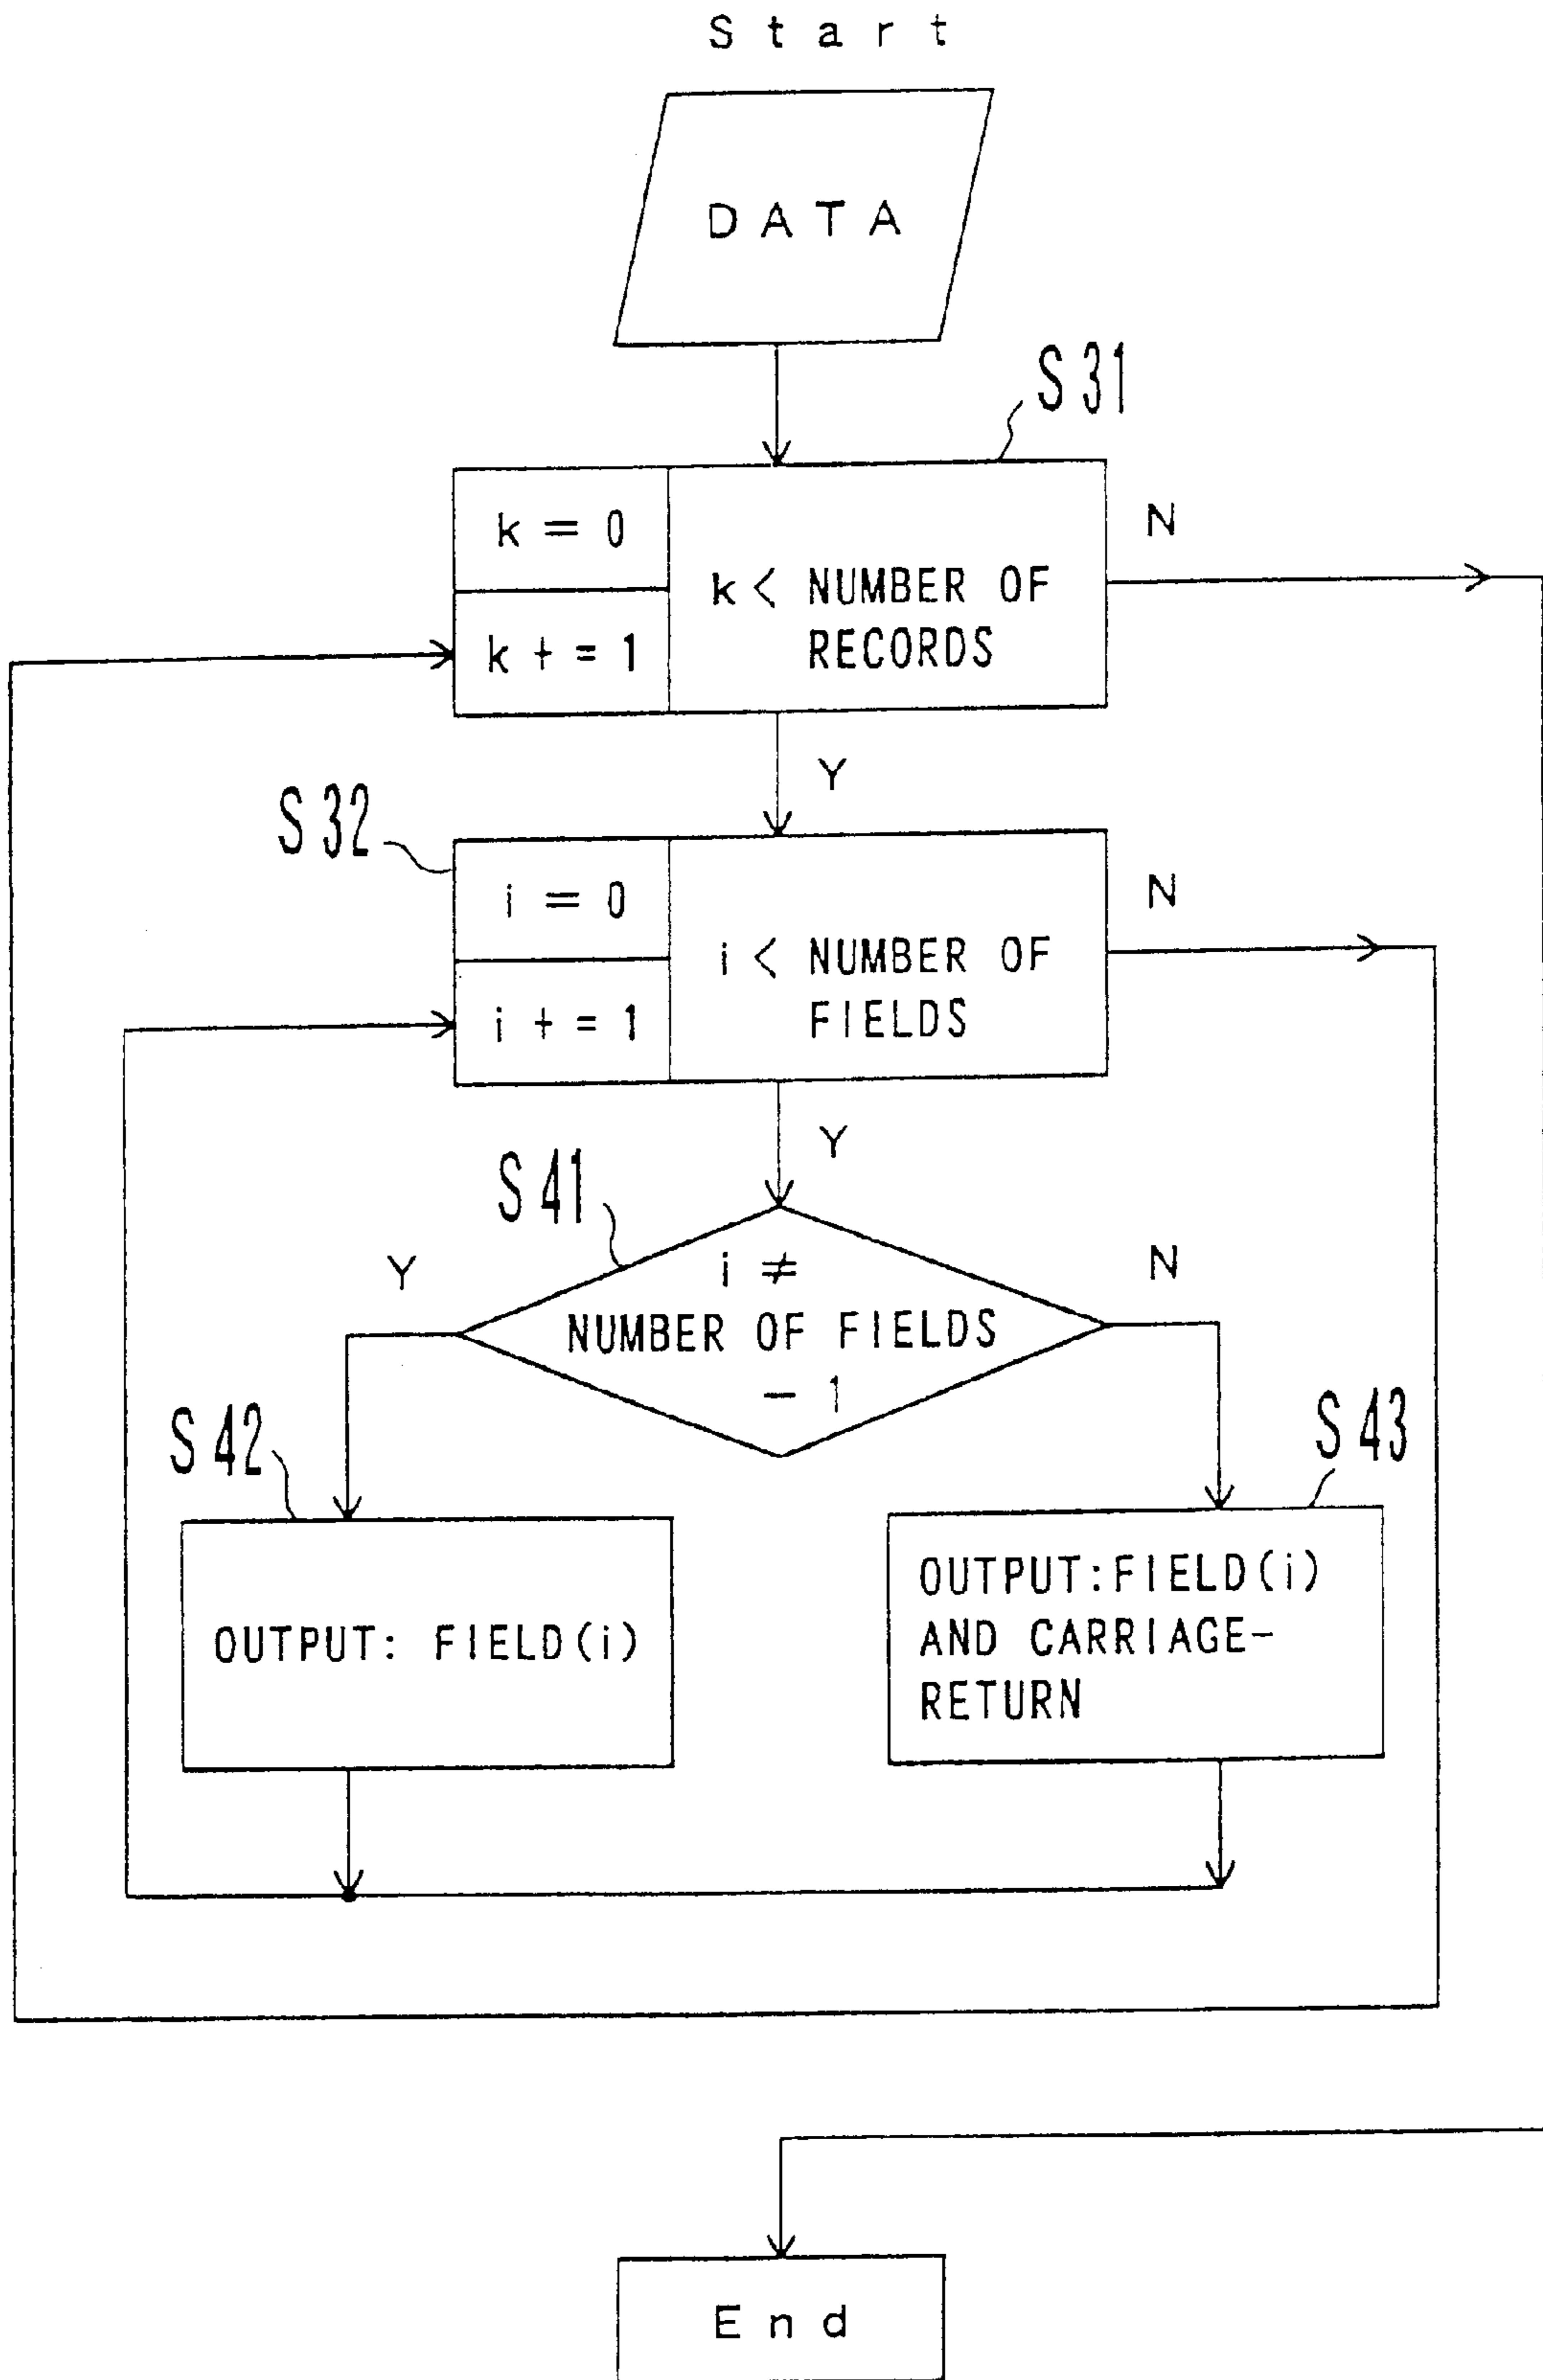 Start
DATA
S31
k = 0
k += 1
k < NUMBER OF
RECORDS
N
Y
S32
i = 0
i += 1
i < NUMBER OF
FIELDS
N
Y
S41
Y
i ≠
NUMBER OF FIELDS
− 1
N
S42
OUTPUT: FIELD(i)
S43
OUTPUT:FIELD(i)
AND CARRIAGE-
RETURN
End